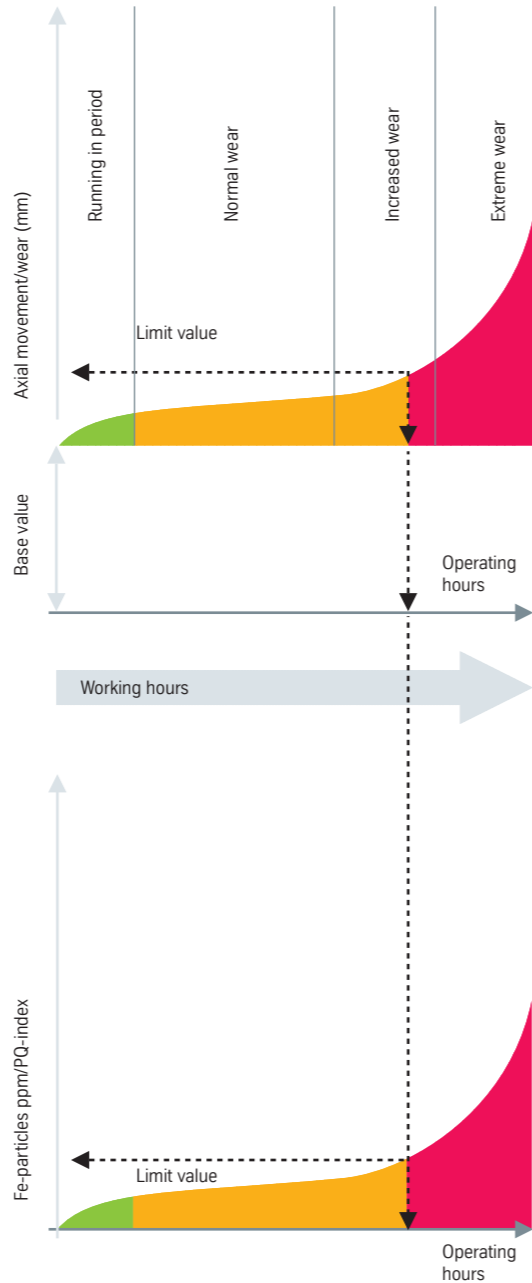 Axial movement/wear (mm)
Running in period
Normal wear
Increased wear
Extreme wear
Limit value
Base value
Operating
hours
Working hours
Fe-particles ppm/PQ-index
Limit value
Operating
hours